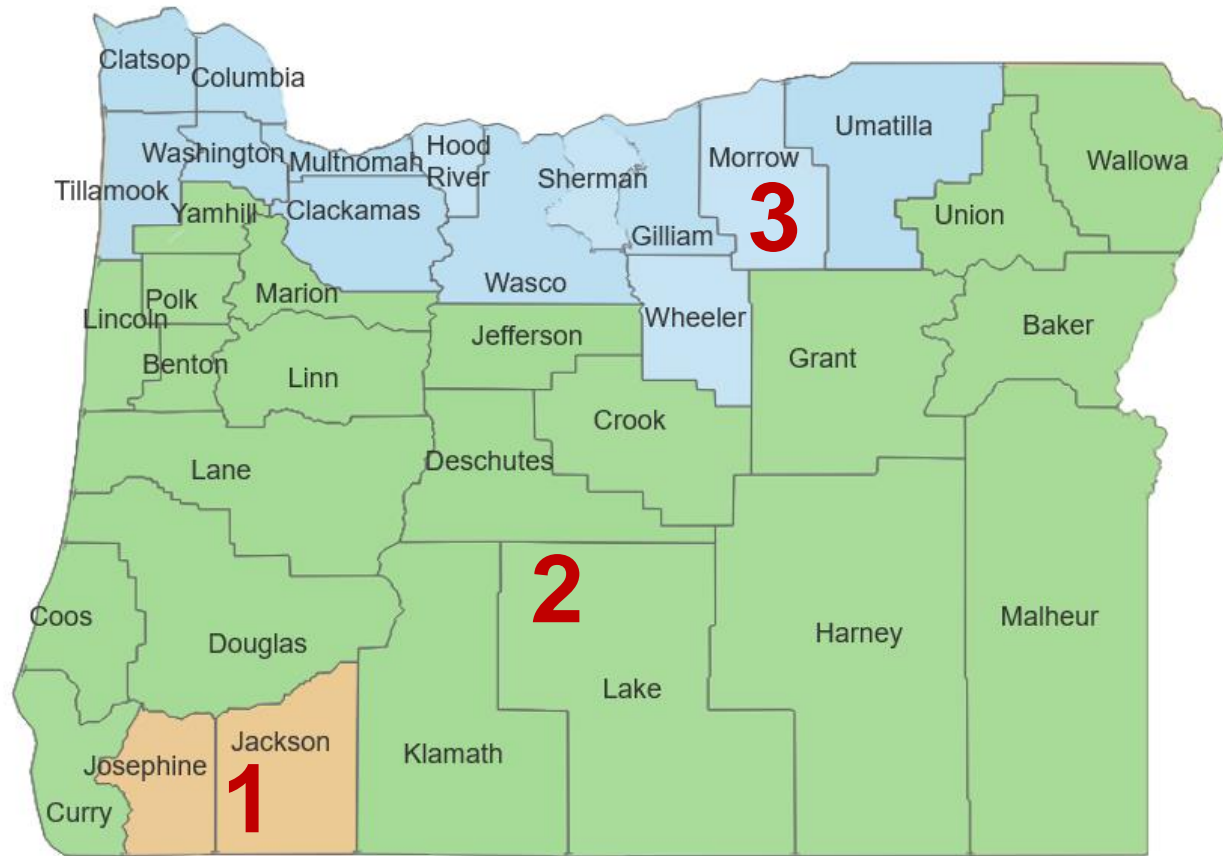 Clatsop
Columbia
Washington
Multnomah
Hood
River
Tillamook
Yamhill
Clackamas
Sherman
Gilliam
Morrow
3
Umatilla
Wallowa
Union
Wasco
Polk
Marion
Lincoln
Jefferson
Wheeler
Grant
Baker
Benton
Linn
Crook
Lane
Deschutes
2
Coos
Douglas
Harney
Malheur
Lake
Jackson
Josephine
1
Klamath
Curry